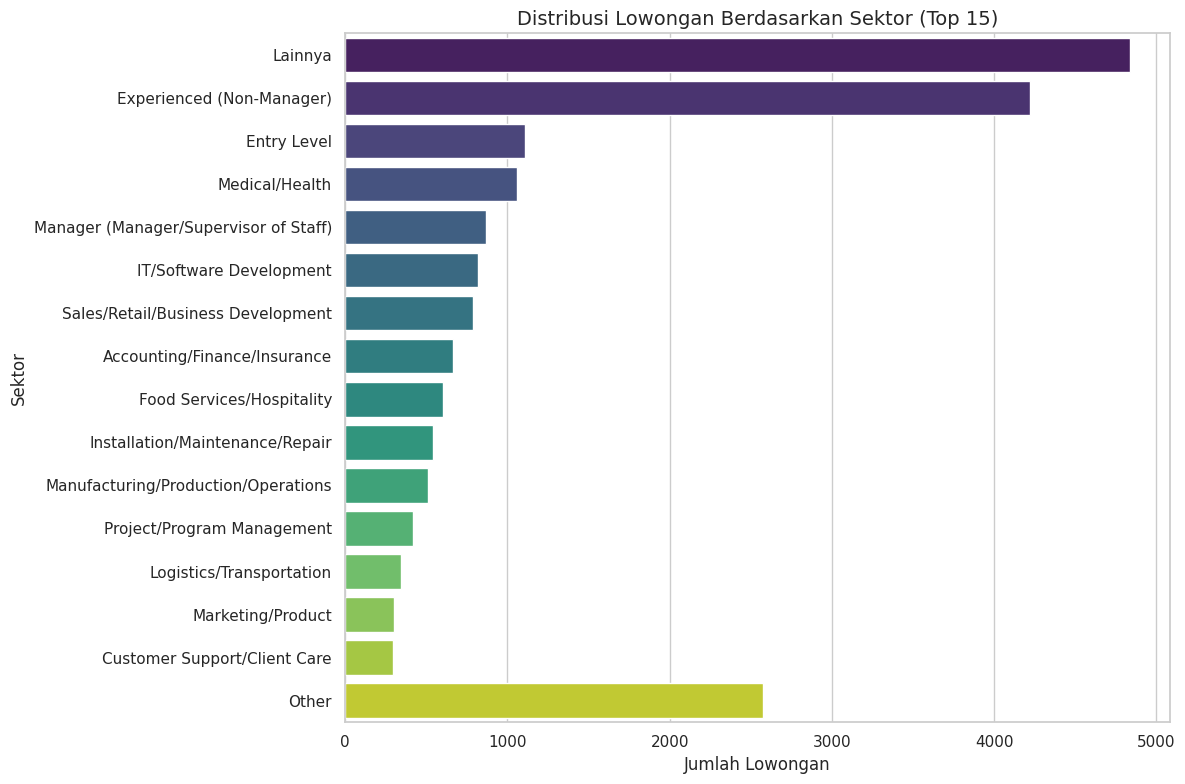 Distribusi Lowongan Berdasarkan Sektor (Top 15)
Lainnya
Experienced (Non-Manager)
Entry Level
Medical/Health
Manager (Manager/Supervisor of Staff)
IT/Software Development
Sales/Retail/Business Development
Accounting/Finance/Insurance
Food Services/Hospitality
Installation/Maintenance/Repair
Manufacturing/Production/Operations
Project/Program Management
Logistics/Transportation
Marketing/Product
Customer Support/Client Care
Other
Sektor
0 1000 2000 3000 4000 5000
Jumlah Lowongan